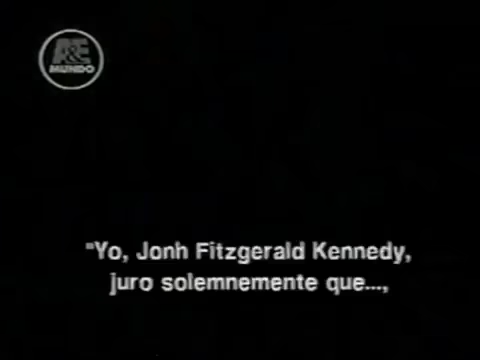 A&E
MUNDO
"Yo, Jonh Fitzgerald Kennedy,
juro solemnemente que...,